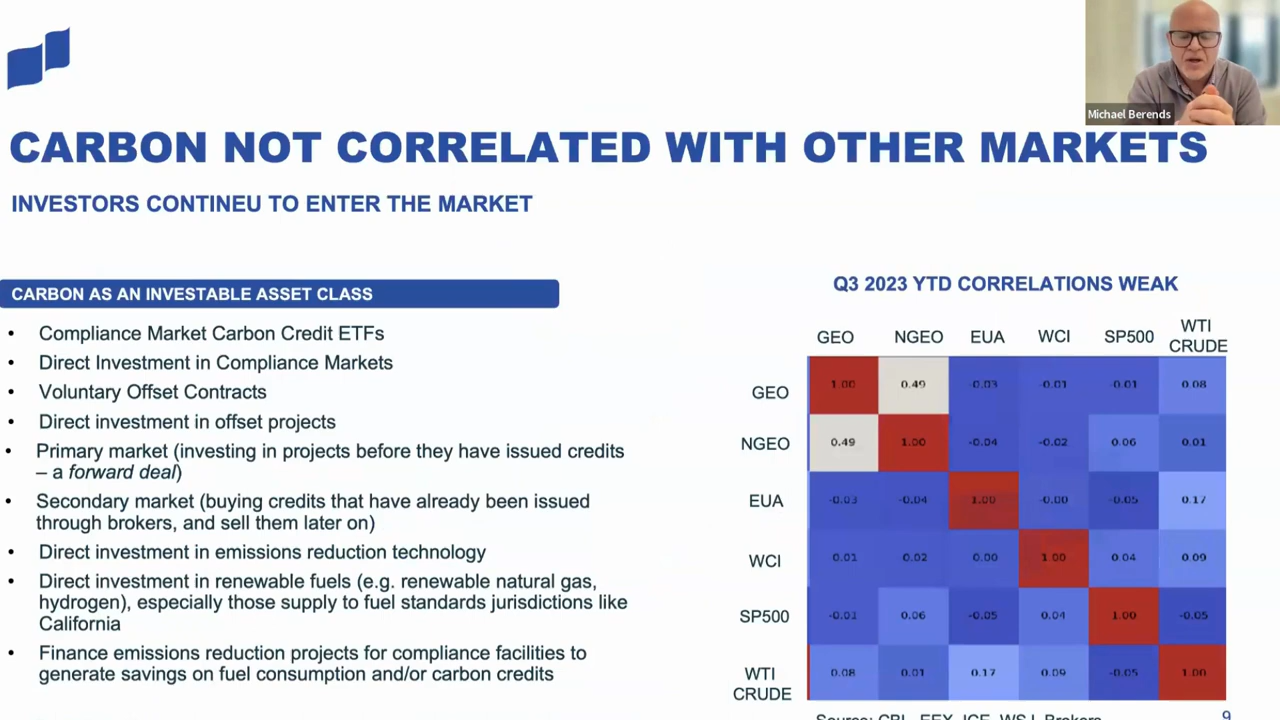 Michael Berends
CARBON NOT CORRELATED WITH OTHER MARKETS
INVESTORS CONTINEU TO ENTER THE MARKET
CARBON AS AN INVESTABLE ASSET CLASS
• Compliance Market Carbon Credit ETFs
• Direct Investment in Compliance Markets
• Voluntary Offset Contracts
• Direct investment in offset projects
• Primary market (investing in projects before they have issued credits
– a forward deal)
• Secondary market (buying credits that have already been issued
through brokers, and sell them later on)
• Direct investment in emissions reduction technology
• Direct investment in renewable fuels (e.g. renewable natural gas,
hydrogen), especially those supply to fuel standards jurisdictions like
California
• Finance emissions reduction projects for compliance facilities to
generate savings on fuel consumption and/or carbon credits
Q3 2023 YTD CORRELATIONS WEAK
GEO NGEO EUA WCI SP500 WTI CRUDE
GEO 1.00 0.49 -0.03 -0.01 -0.01 0.08
NGEO 0.49 1.00 -0.04 -0.02 0.06 0.01
EUA -0.03 -0.04 1.00 -0.00 -0.05 0.17
WCI 0.01 0.02 0.00 1.00 0.04 0.09
SP500 -0.01 0.06 -0.05 0.04 1.00 -0.05
WTI CRUDE 0.08 0.01 0.17 0.09 -0.05 1.00
Source: CBL, EEX, ICE, WSJ, Brokers
9